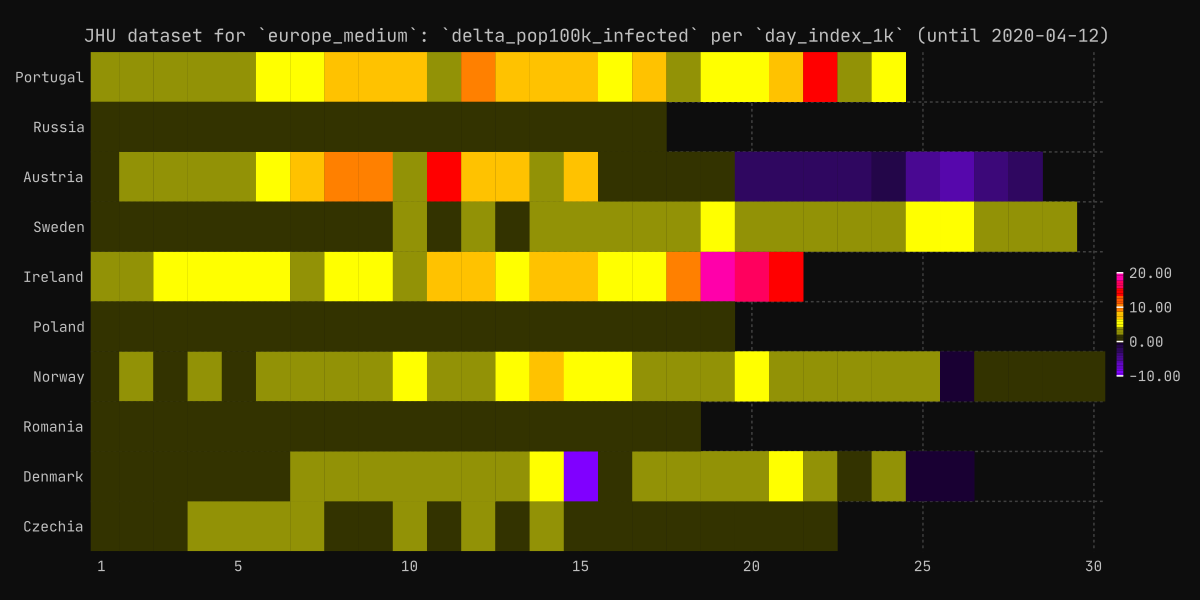 JHU dataset for `europe_medium`: `delta_pop100k_infected` per `day_index_1k` (until 2020-04-12)
Portugal
Russia
Austria
Sweden
Ireland
Poland
Norway
Romania
Denmark
Czechia
20.00
10.00
0.00
-10.00
1 5 10 15 20 25 30